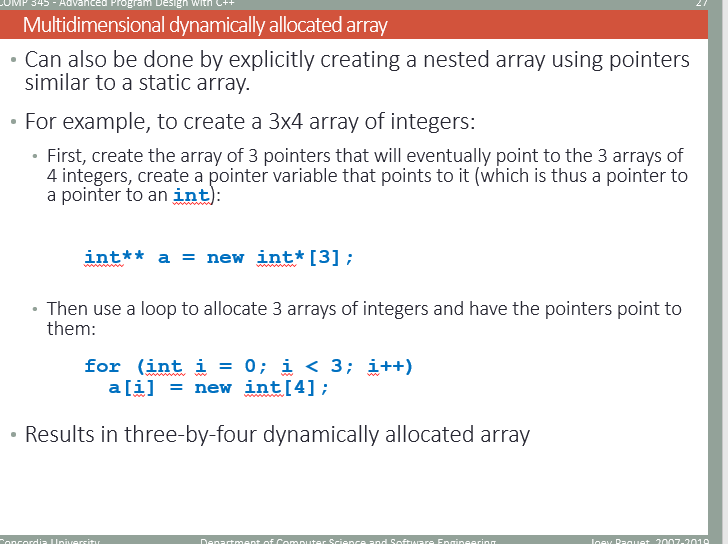 COMP 345 - Advanced Program Design with C++ 27
Multidimensional dynamically allocated array
• Can also be done by explicitly creating a nested array using pointers
similar to a static array.
• For example, to create a 3x4 array of integers:
• First, create the array of 3 pointers that will eventually point to the 3 arrays of
4 integers, create a pointer variable that points to it (which is thus a pointer to
a pointer to an int):
int** a = new int*[3];
• Then use a loop to allocate 3 arrays of integers and have the pointers point to
them:
for (int i = 0; i < 3; i++)
a[i] = new int[4];
• Results in three-by-four dynamically allocated array
Concordia University Department of Computer Science and Software Engineering Joey Paquet, 2007-2019